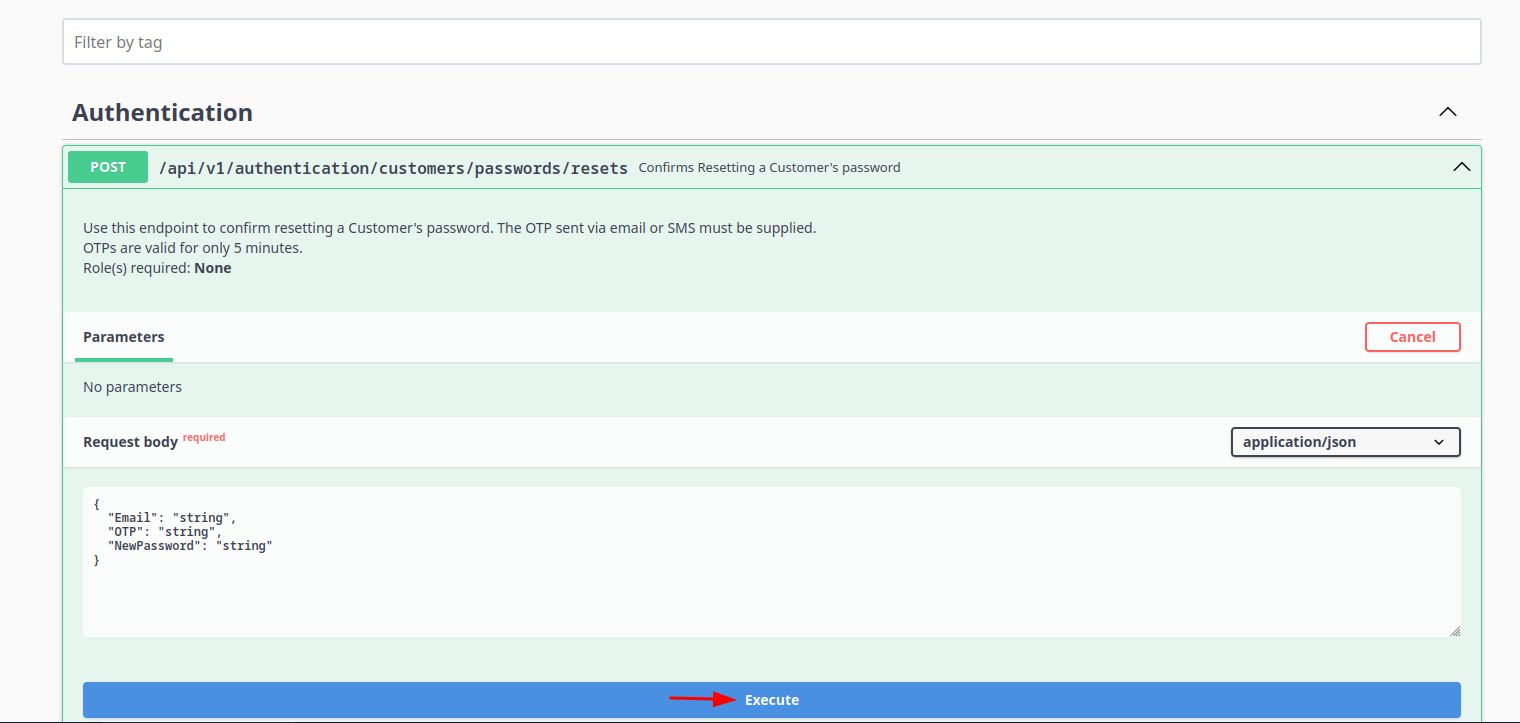 Filter by tag
Authentication
POST /api/v1/authentication/customers/passwords/resets Confirms Resetting a Customer's password
Use this endpoint to confirm resetting a Customer's password. The OTP sent via email or SMS must be supplied.
OTPs are valid for only 5 minutes.
Role(s) required: None
Parameters Cancel
No parameters
Request body required application/json
{
"Email": "string",
"OTP": "string",
"NewPassword": "string"
}
Execute